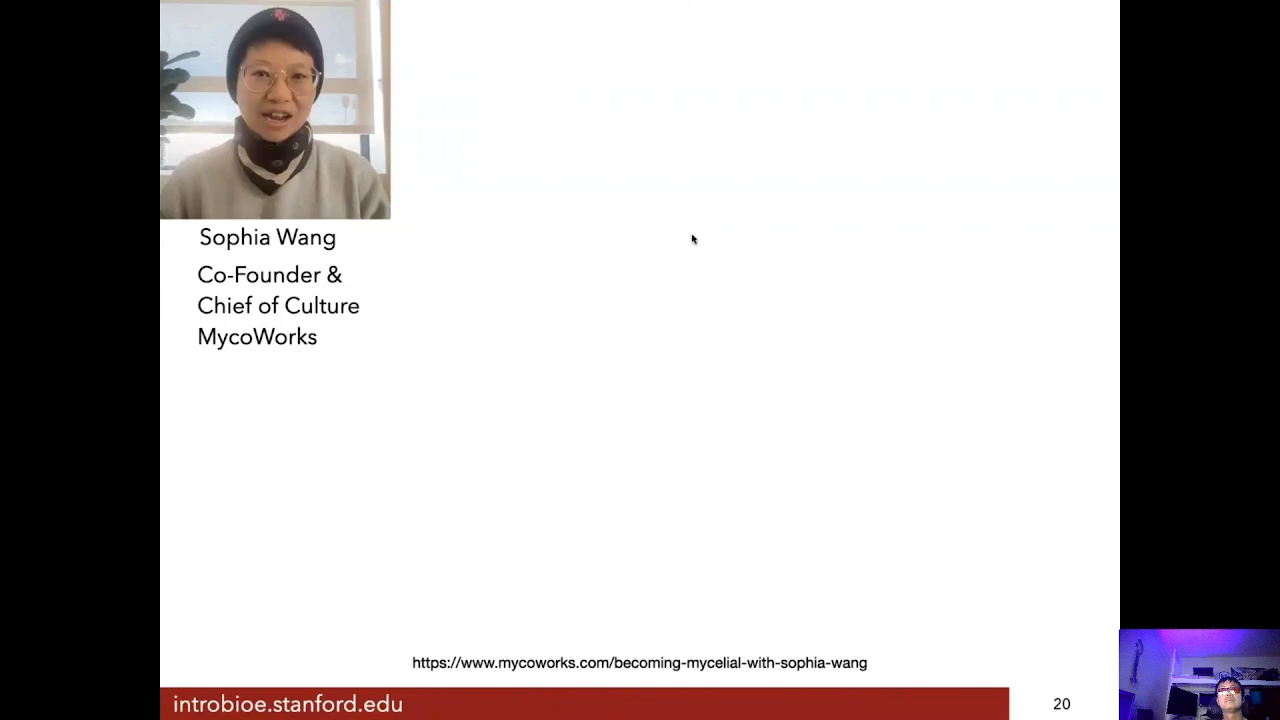 Sophia Wang
Co-Founder &
Chief of Culture
MycoWorks
https://www.mycoworks.com/becoming-mycelial-with-sophia-wang
introbioe.stanford.edu
20